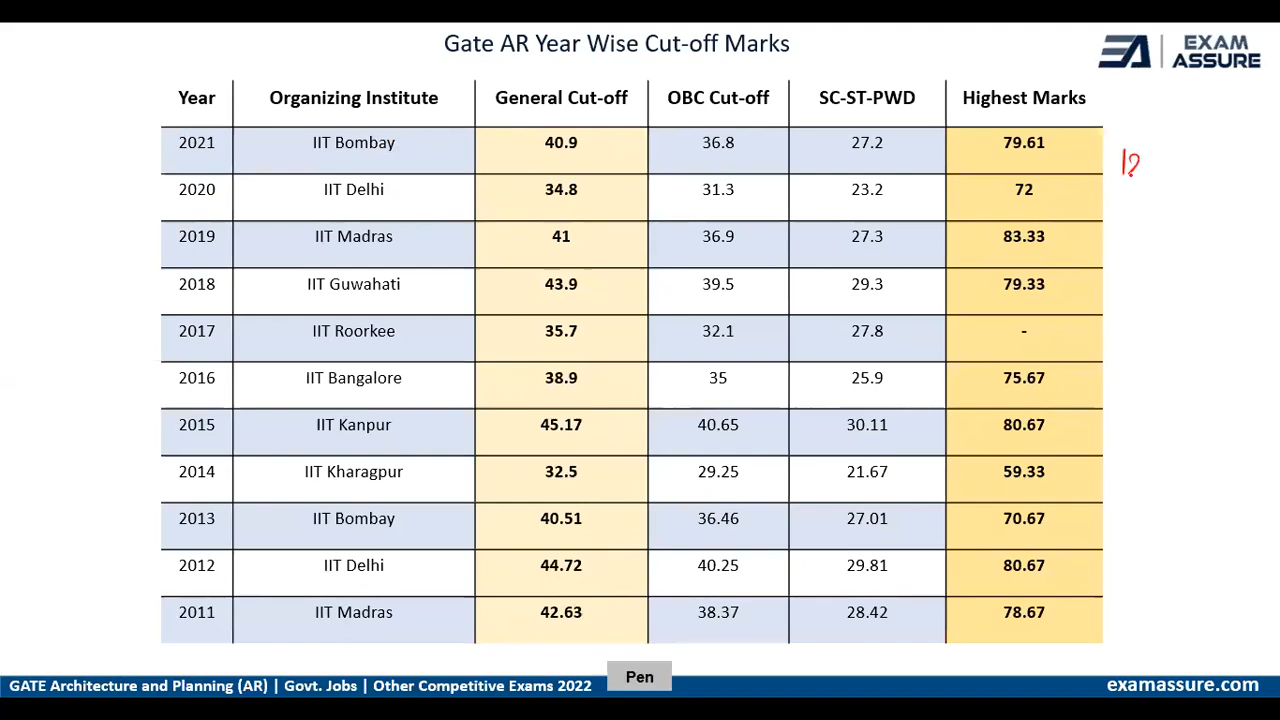 Gate AR Year Wise Cut-off Marks
EXAM
ASSURE
Year Organizing Institute General Cut-off OBC Cut-off SC-ST-PWD Highest Marks
2021 IIT Bombay 40.9 36.8 27.2 79.61
2020 IIT Delhi 34.8 31.3 23.2 72
2019 IIT Madras 41 36.9 27.3 83.33
2018 IIT Guwahati 43.9 39.5 29.3 79.33
2017 IIT Roorkee 35.7 32.1 27.8 -
2016 IIT Bangalore 38.9 35 25.9 75.67
2015 IIT Kanpur 45.17 40.65 30.11 80.67
2014 IIT Kharagpur 32.5 29.25 21.67 59.33
2013 IIT Bombay 40.51 36.46 27.01 70.67
2012 IIT Delhi 44.72 40.25 29.81 80.67
2011 IIT Madras 42.63 38.37 28.42 78.67
Pen
GATE Architecture and Planning (AR) | Govt. Jobs | Other Competitive Exams 2022 examassure.com